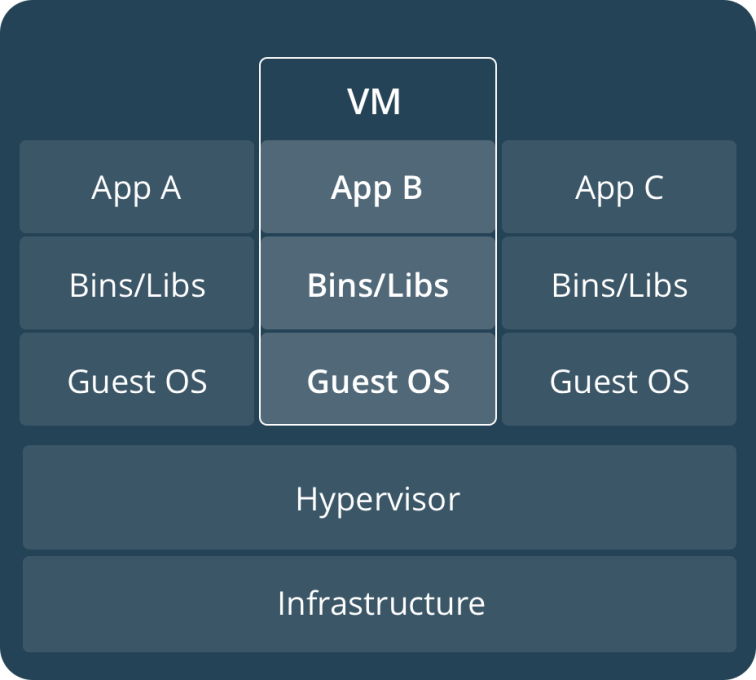 VM
App A App B App C
Bins/Libs Bins/Libs Bins/Libs
Guest OS Guest OS Guest OS
Hypervisor
Infrastructure